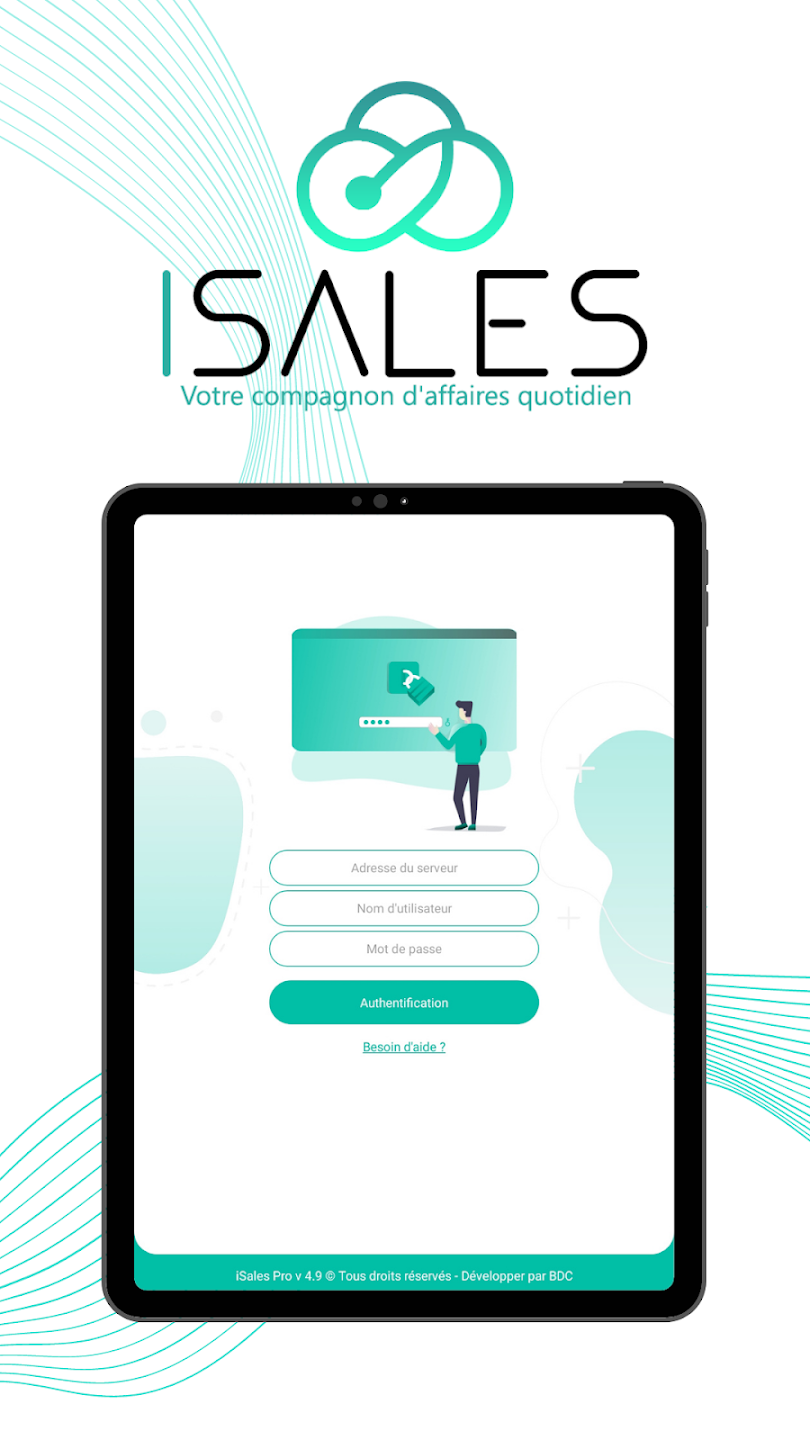 ISALES
Votre compagnon d'affaires quotidien
Adresse du serveur
Nom d'utilisateur
Mot de passe
Authentification
Besoin d'aide ?
iSales Pro v 4.9 © Tous droits réservés - Développer par BDC